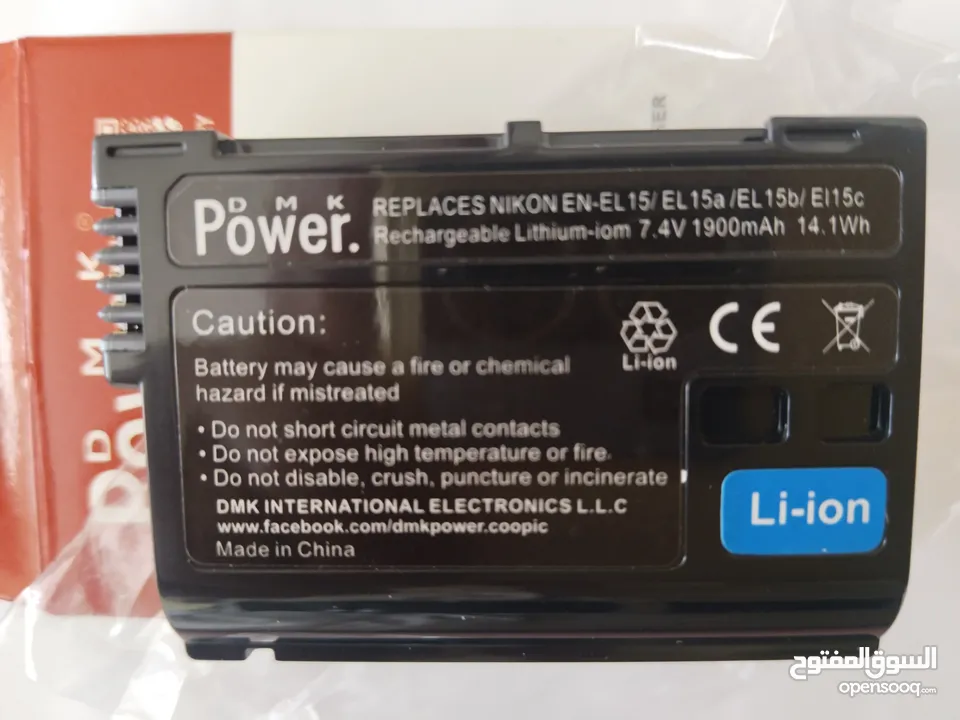 DMK
Power.
REPLACES NIKON EN-EL15/ EL15a /EL15b/ El15c
Rechargeable Lithium-iom 7.4V 1900mAh 14.1Wh
Caution:
Battery may cause a fire or chemical
hazard if mistreated
• Do not short circuit metal contacts
• Do not expose high temperature or fire.
• Do not disable, crush, puncture or incinerate
DMK INTERNATIONAL ELECTRONICS L.L.C
www.facebook.com/dmkpower.coopic
Made in China
Li-ion
CE
Li-ion
DMK
السوق المفتوح
opensooq.com